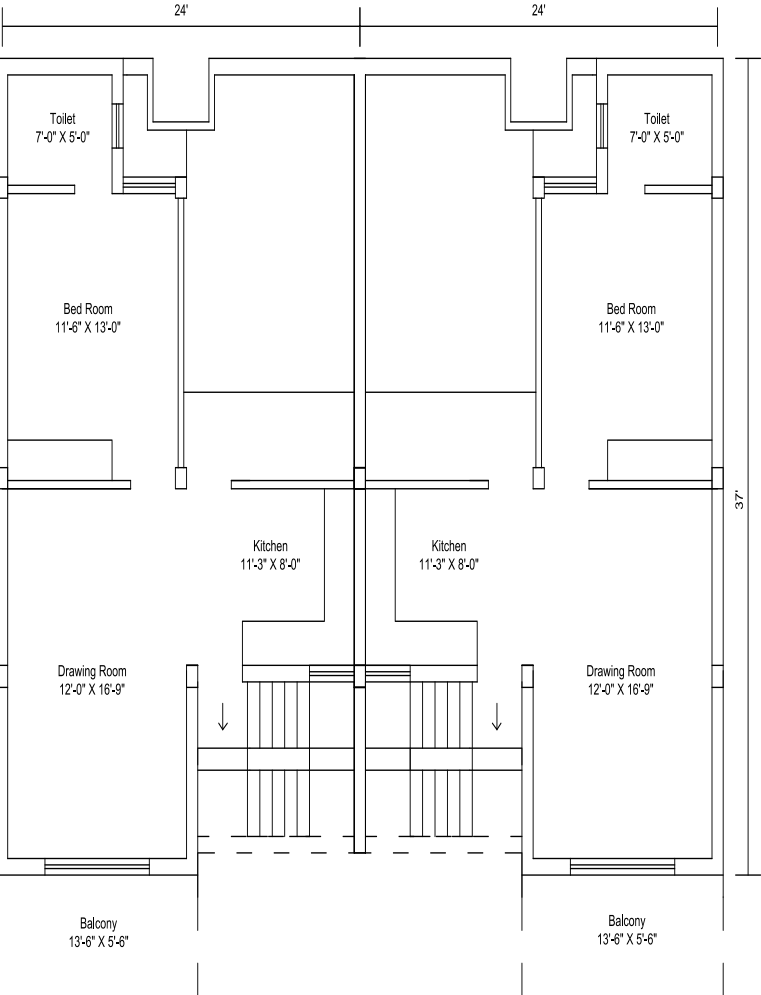 24'
24'
Toilet
7'-0" X 5'-0"
Toilet
7'-0" X 5'-0"
Bed Room
11'-6" X 13'-0"
Bed Room
11'-6" X 13'-0"
37'
Kitchen
11'-3" X 8'-0"
Kitchen
11'-3" X 8'-0"
Drawing Room
12'-0" X 16'-9"
Drawing Room
12'-0" X 16'-9"
Balcony
13'-6" X 5'-6"
Balcony
13'-6" X 5'-6"